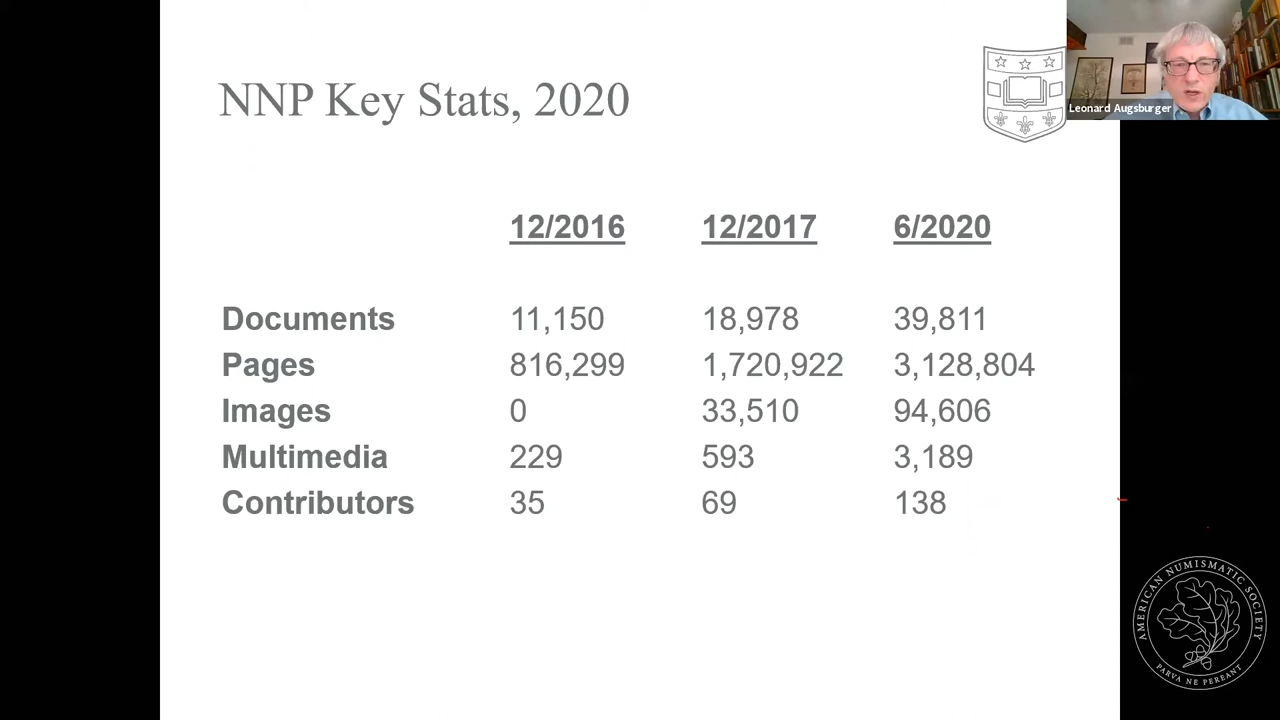 NNP Key Stats, 2020
Leonard Augsburger
12/2016 12/2017 6/2020
Documents 11,150 18,978 39,811
Pages 816,299 1,720,922 3,128,804
Images 0 33,510 94,606
Multimedia 229 593 3,189
Contributors 35 69 138
AMERICAN NUMISMATIC SOCIETY
PARVA NE PEREANT